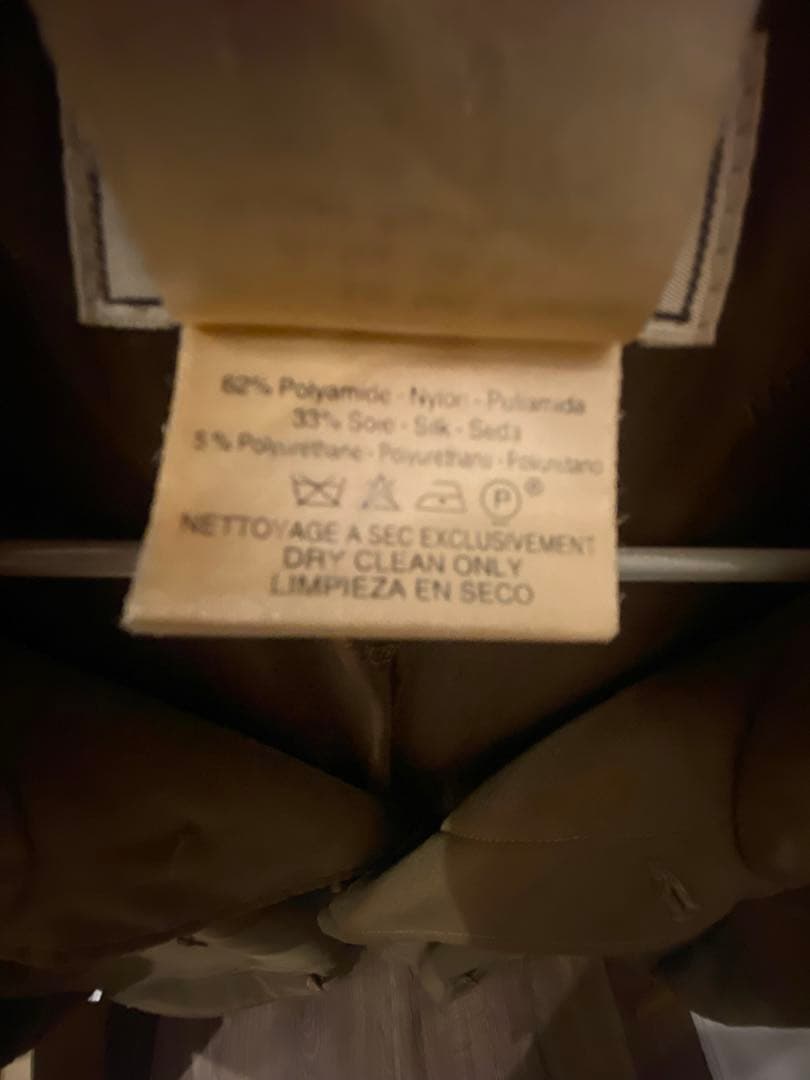 62% Polyamide - Nylon - Poliamida
33% Soie - Silk - Seda
5% Polyurethane - Polyurethane -
P ®
NETTOYAGE A SEC EXCLUSIVEMENT
DRY CLEAN ONLY
LIMPIEZA EN SECO